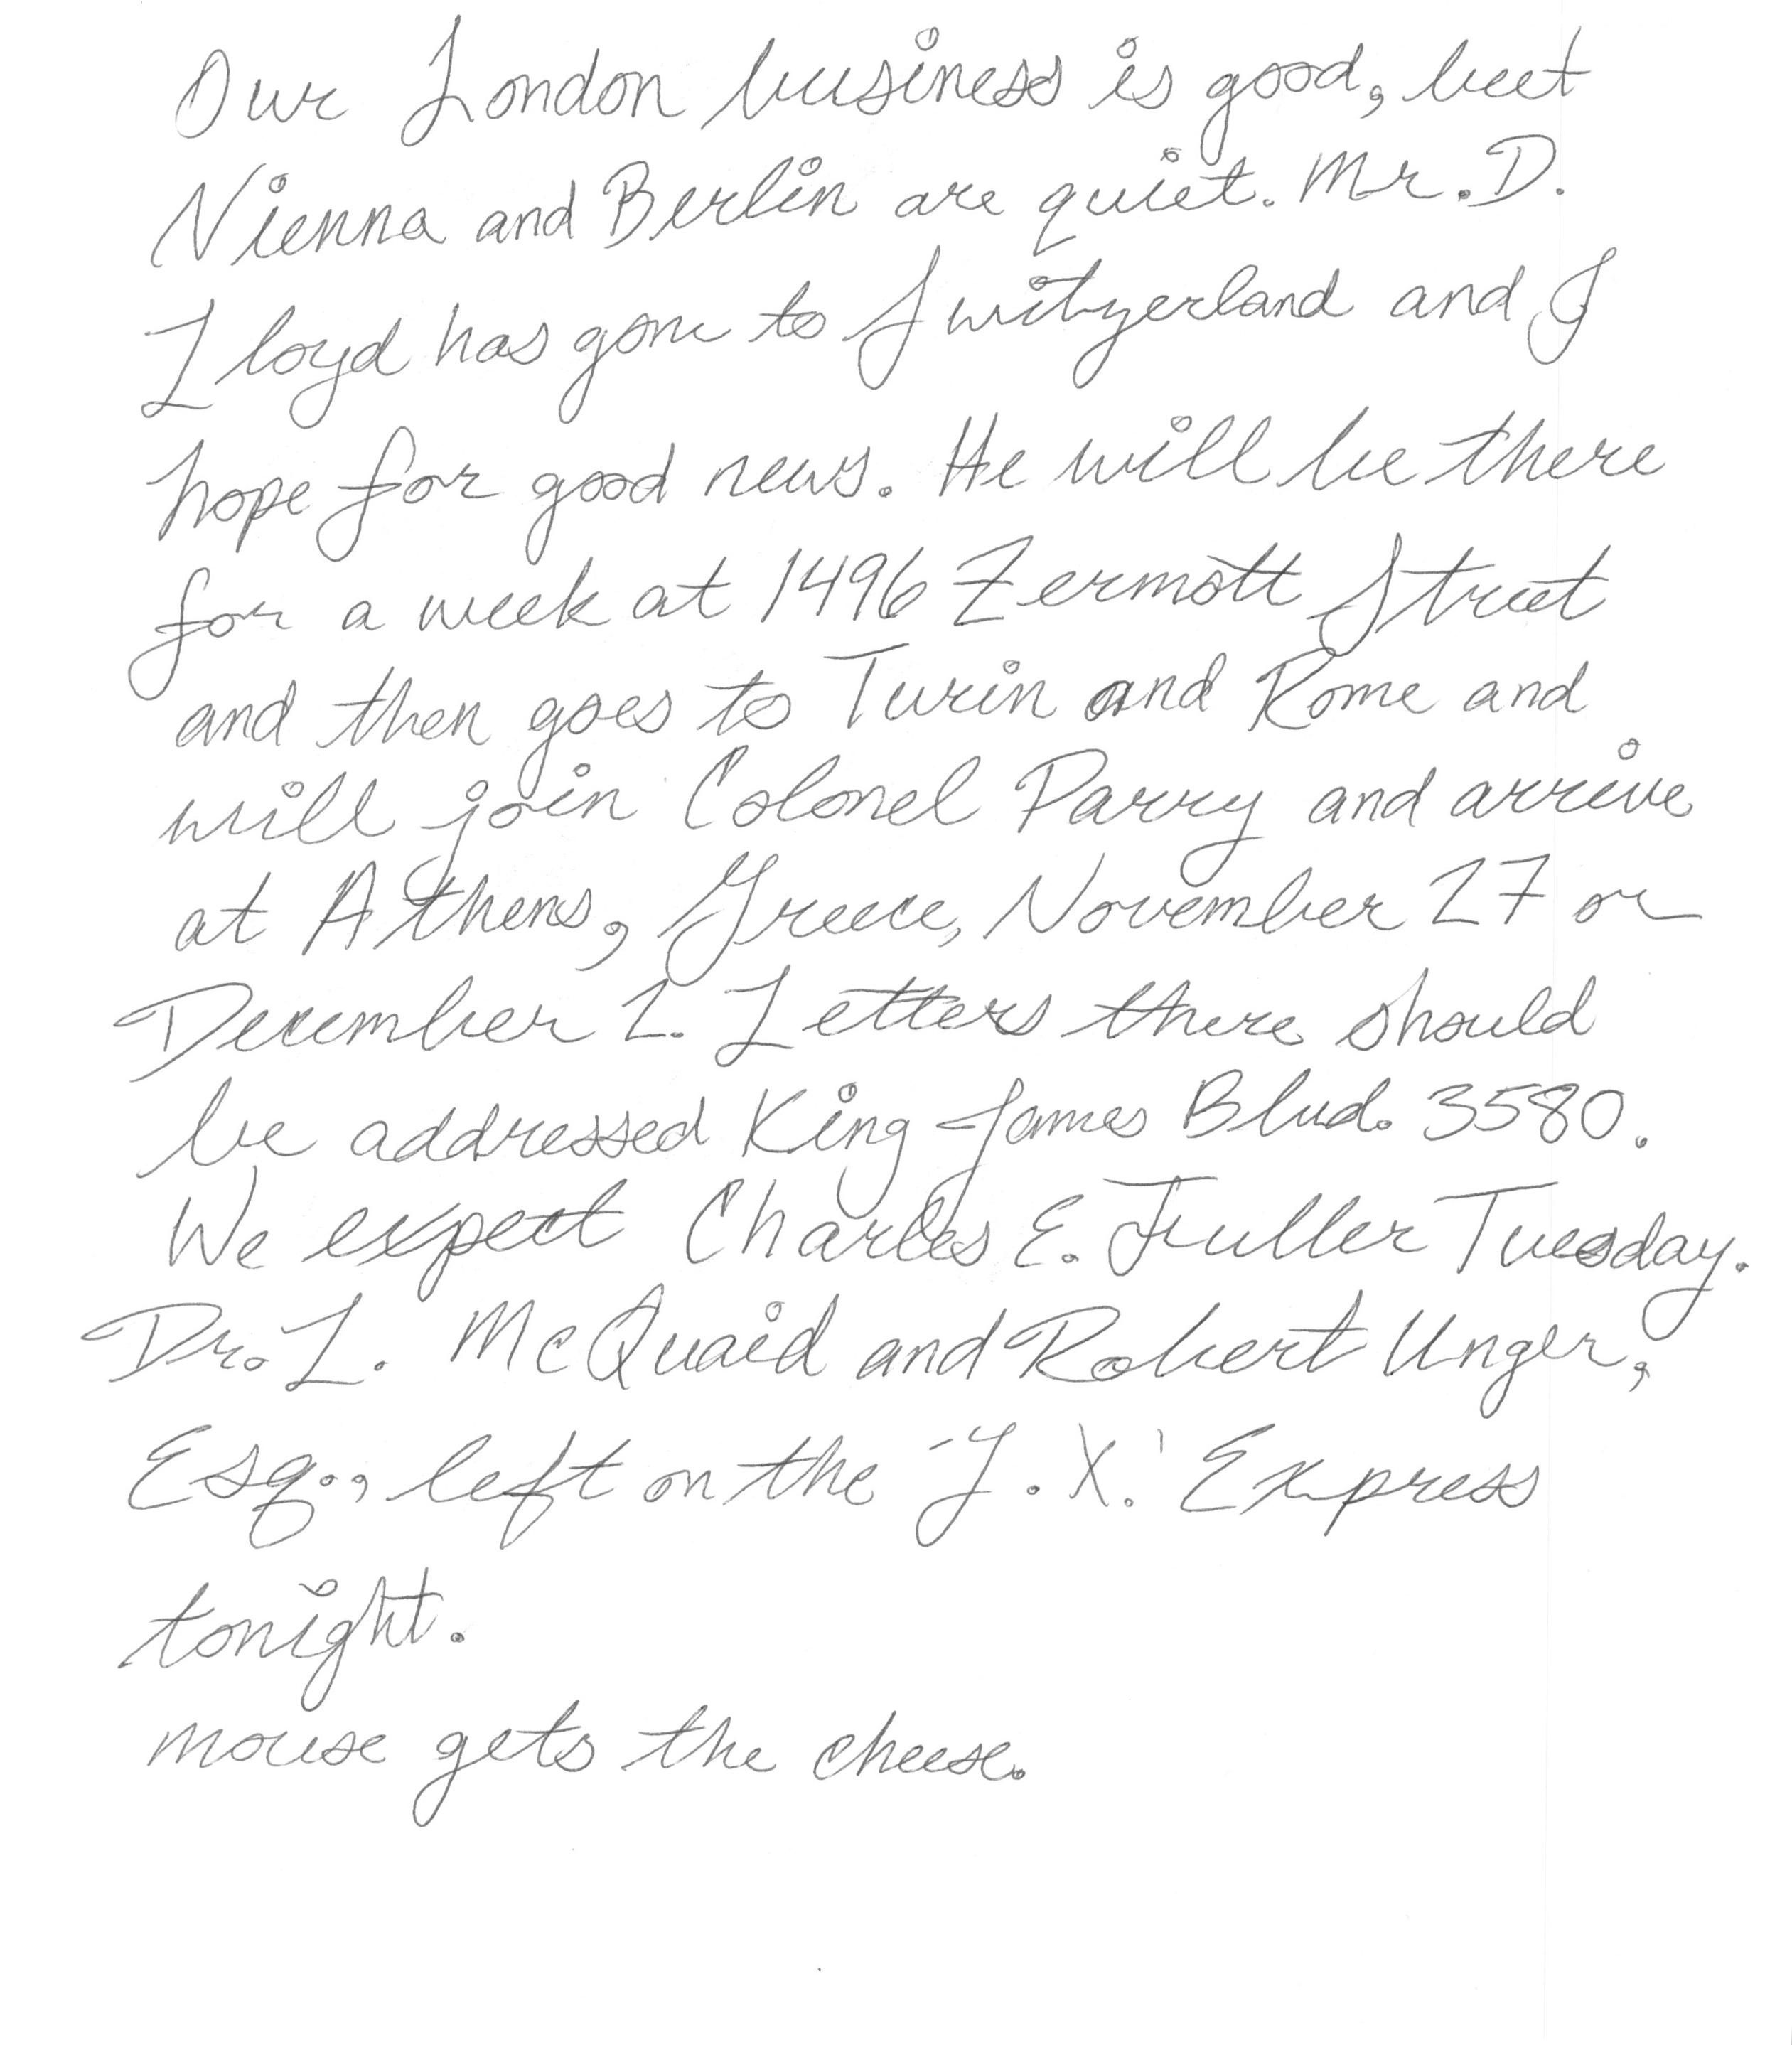 Our London business is good, but
Vienna and Berlin are quiet. Mr. D.
Lloyd has gone to Switzerland and I
hope for good news. He will be there
for a week at 1496 Zermott Street
and then goes to Turin and Rome and
will join Colonel Parry and arrive
at Athens, Greece, November 27 or
December 2. Letters there should
be addressed King James Blvd. 3580.
We expect Charles E. Fuller Tuesday.
Dr. L. McQuaid and Robert Unger,
Esq., left on the 'Y. X.' Express
tonight.
mouse gets the cheese.